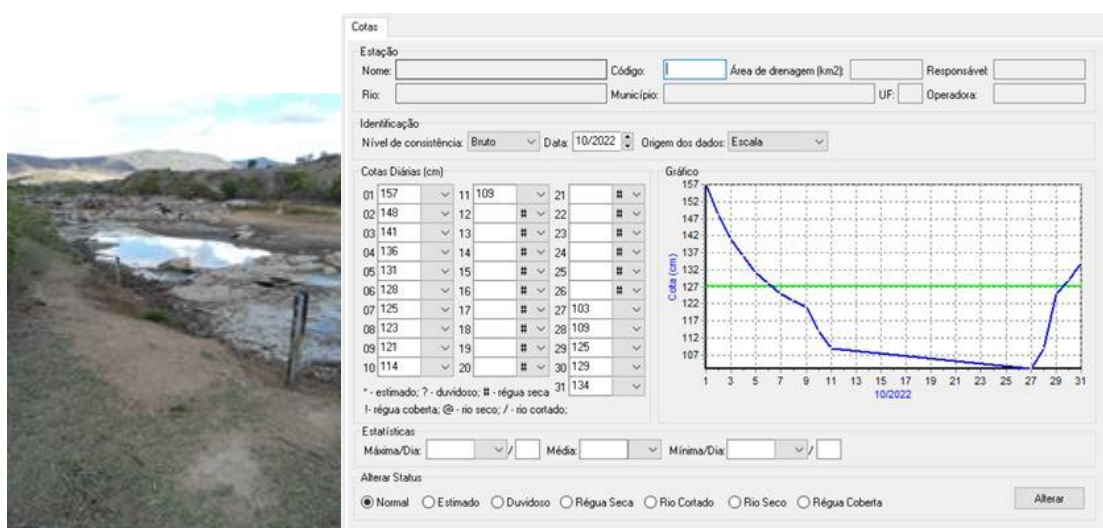 Cotas
Estação
Nome: Código: Área de drenagem (km2): Responsável:
Rio: Município: UF: Operadora:
Identificação
Nível de consistência: Bruto Data: 10/2022 Origem dos dados: Escala
Cotas Diárias (cm)
01 157 11 109 21 #
02 148 12 # 22 #
03 141 13 # 23 #
04 136 14 # 24 #
05 131 15 # 25 #
06 128 16 # 26 #
07 125 17 # 27 103
08 123 18 # 28 109
09 121 19 # 29 125
10 114 20 # 30 129
31 134
* - estimado; ? - duvidoso; # - régua seca
!- régua coberta; @ - rio seco; / - rio cortado;
Gráfico
157
152
147
142
137
132
127
122
117
112
107
Cota (cm)
1 3 5 7 9 11 13 15 17 19 21 23 25 27 29 31
10/2022
Estatísticas
Máxima/Dia: / Média: Mínima/Dia: /
Alterar Status
Normal Estimado Duvidoso Régua Seca Rio Cortado Rio Seco Régua Coberta Alterar